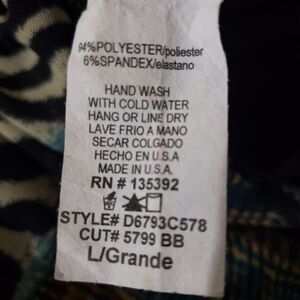 94%POLYESTER/poliester
6%SPANDEX/elastano
HAND WASH
WITH COLD WATER
HANG OR LINE DRY
LAVE FRIO A MANO
SECAR COLGADO
HECHO EN U.S.A
MADE IN U.S.A.
RN # 135392
STYLE# D6793C578
CUT# 5799 BB
L/Grande